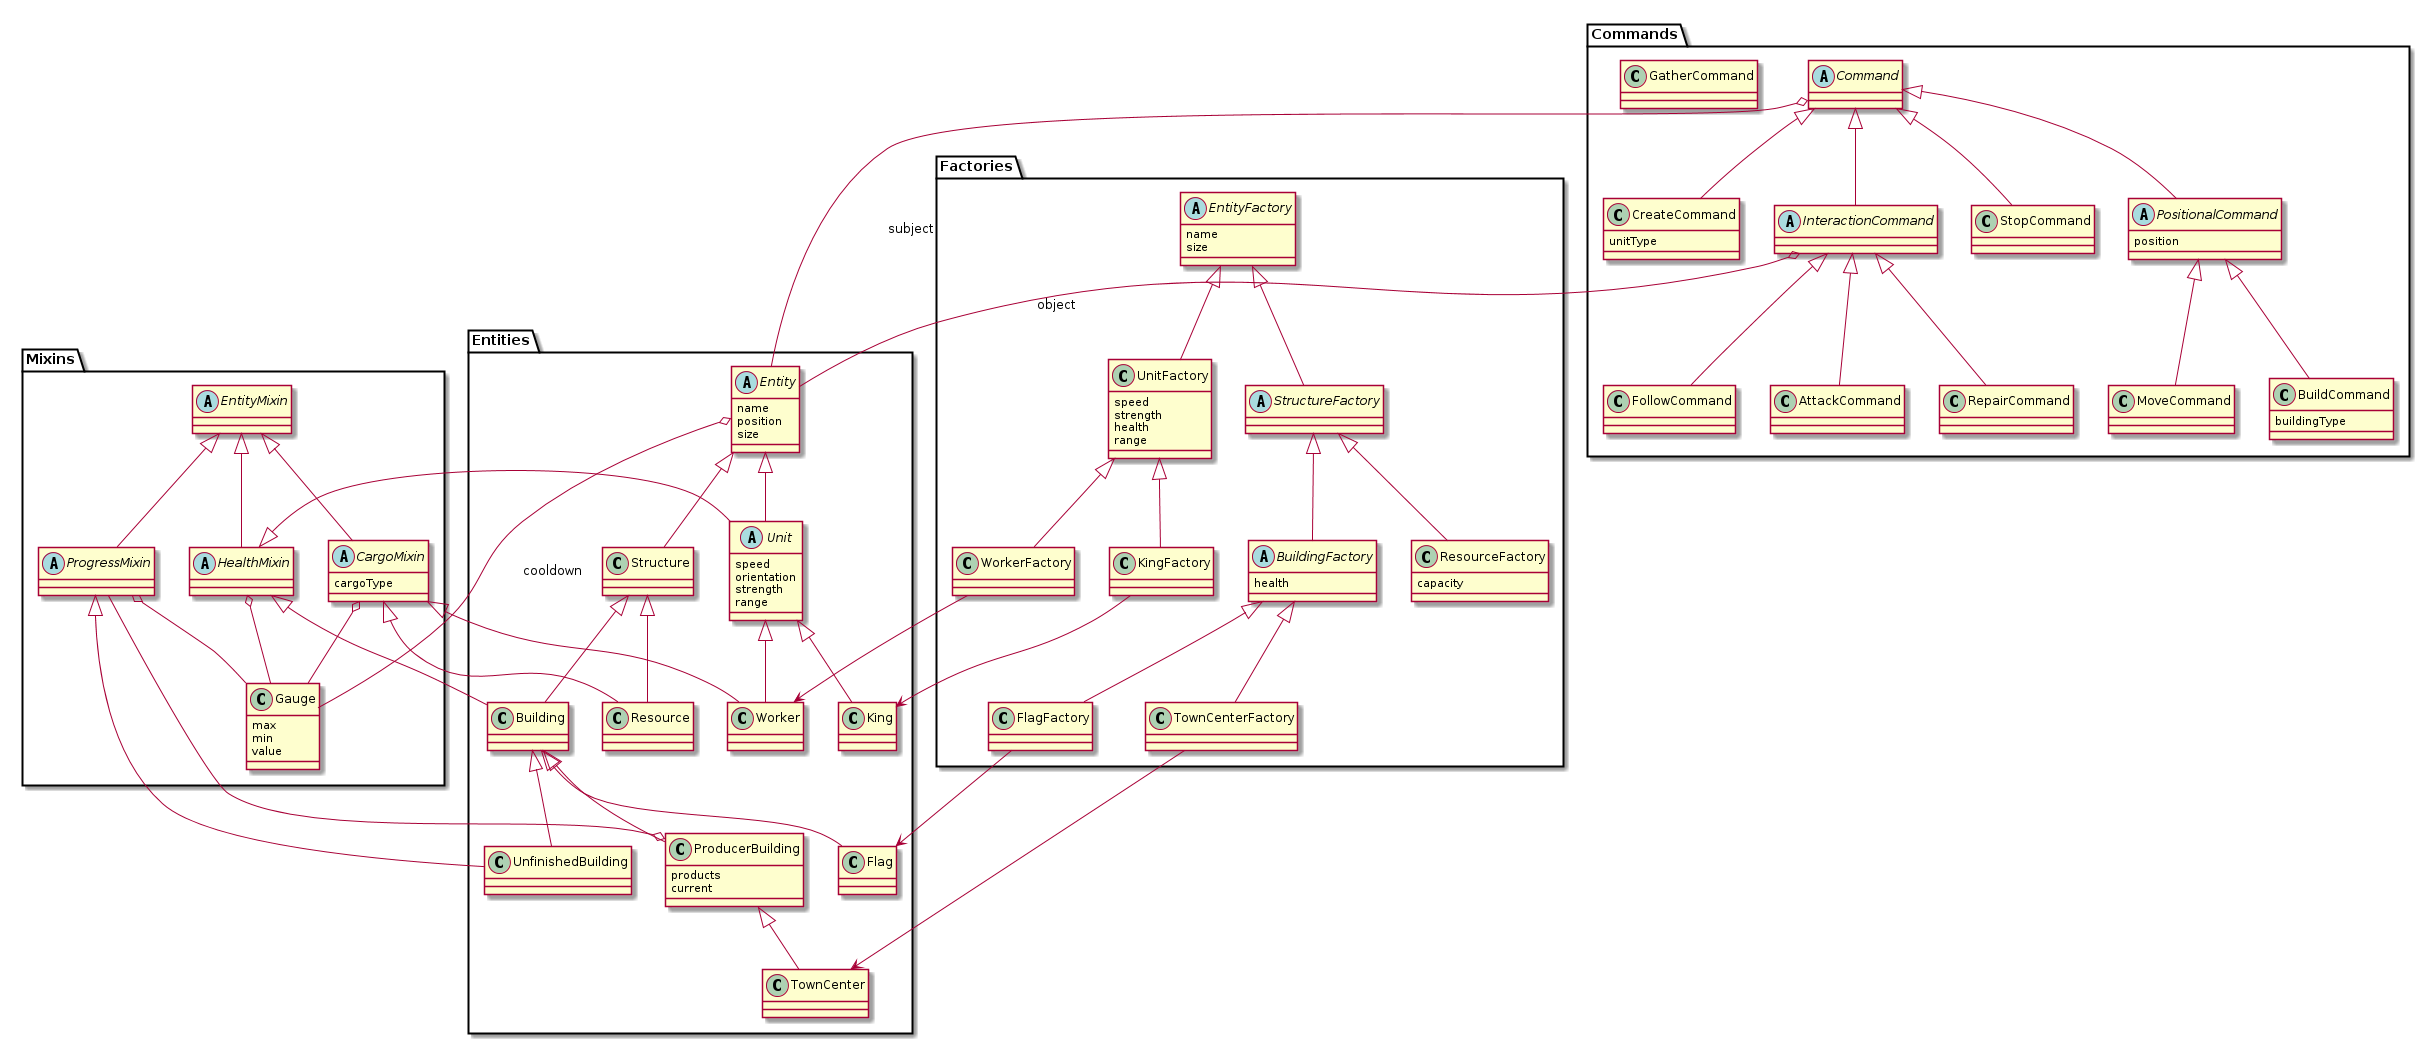 Commands
C GatherCommand
A Command
C CreateCommand
unitType
A InteractionCommand
C StopCommand
A PositionalCommand
position
C FollowCommand
C AttackCommand
C RepairCommand
C MoveCommand
C BuildCommand
buildingType
subject
object
Factories
A EntityFactory
name
size
C UnitFactory
speed
strength
health
range
A StructureFactory
C WorkerFactory
C KingFactory
A BuildingFactory
health
C ResourceFactory
capacity
C FlagFactory
C TownCenterFactory
Entities
A Entity
name
position
size
cooldown
C Structure
A Unit
speed
orientation
strength
range
C Building
C Resource
C Worker
C King
C UnfinishedBuilding
C ProducerBuilding
products
current
C Flag
C TownCenter
Mixins
A EntityMixin
A ProgressMixin
A HealthMixin
A CargoMixin
cargoType
C Gauge
max
min
value